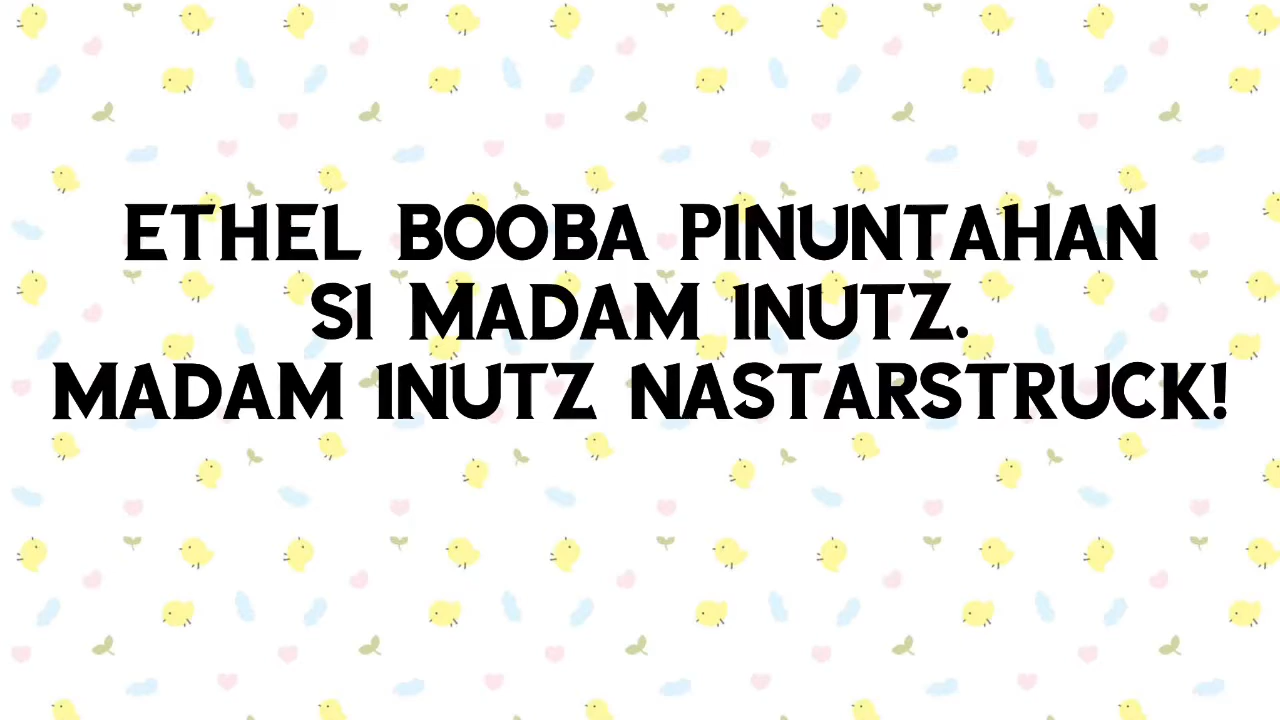 ETHEL BOOBA PINUNTAHAN
SI MADAM INUTZ.
MADAM INUTZ NASTARSTRUCK!